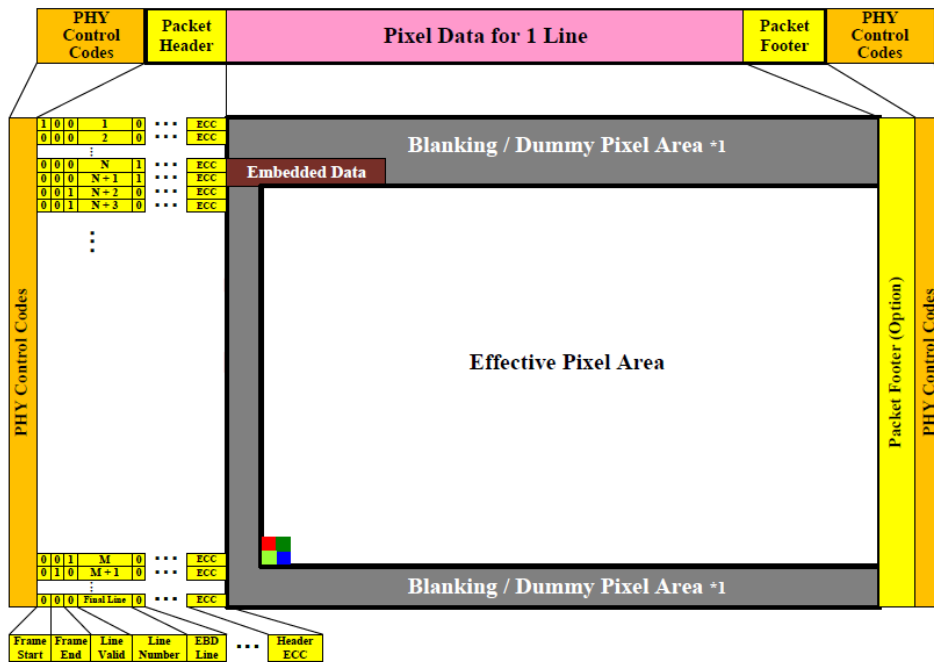 PHY
Control
Codes
Packet
Header
Pixel Data for 1 Line
Packet
Footer
PHY
Control
Codes
1 0 0 1 0 ... ECC
0 0 0 2 0 ... ECC
0 0 0 N 1 ... ECC
0 0 0 N + 1 1 ... ECC
0 0 1 N + 2 0 ... ECC
0 0 1 N + 3 0 ... ECC
Blanking / Dummy Pixel Area *1
Embedded Data
PHY Control Codes
Effective Pixel Area
Packet Footer (Option)
PHY Control Codes
0 0 1 M 0 ... ECC
0 1 0 M + 1 0 ... ECC
0 0 0 Final Line 0 ... ECC
Blanking / Dummy Pixel Area *1
Frame
Start
Frame
End
Line
Valid
Line
Number
EBD
Line
...
Header
ECC